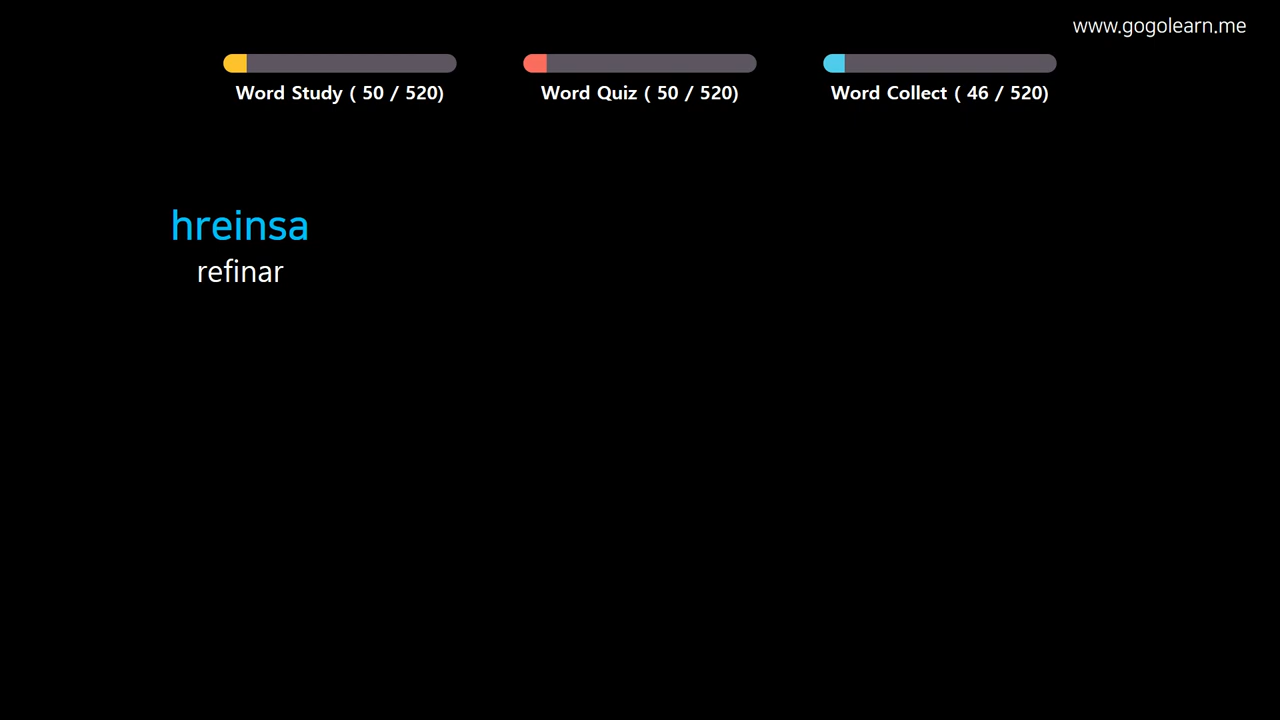 www.gogolearn.me
Word Study ( 50 / 520)
Word Quiz ( 50 / 520)
Word Collect ( 46 / 520)
hreinsa
refinar